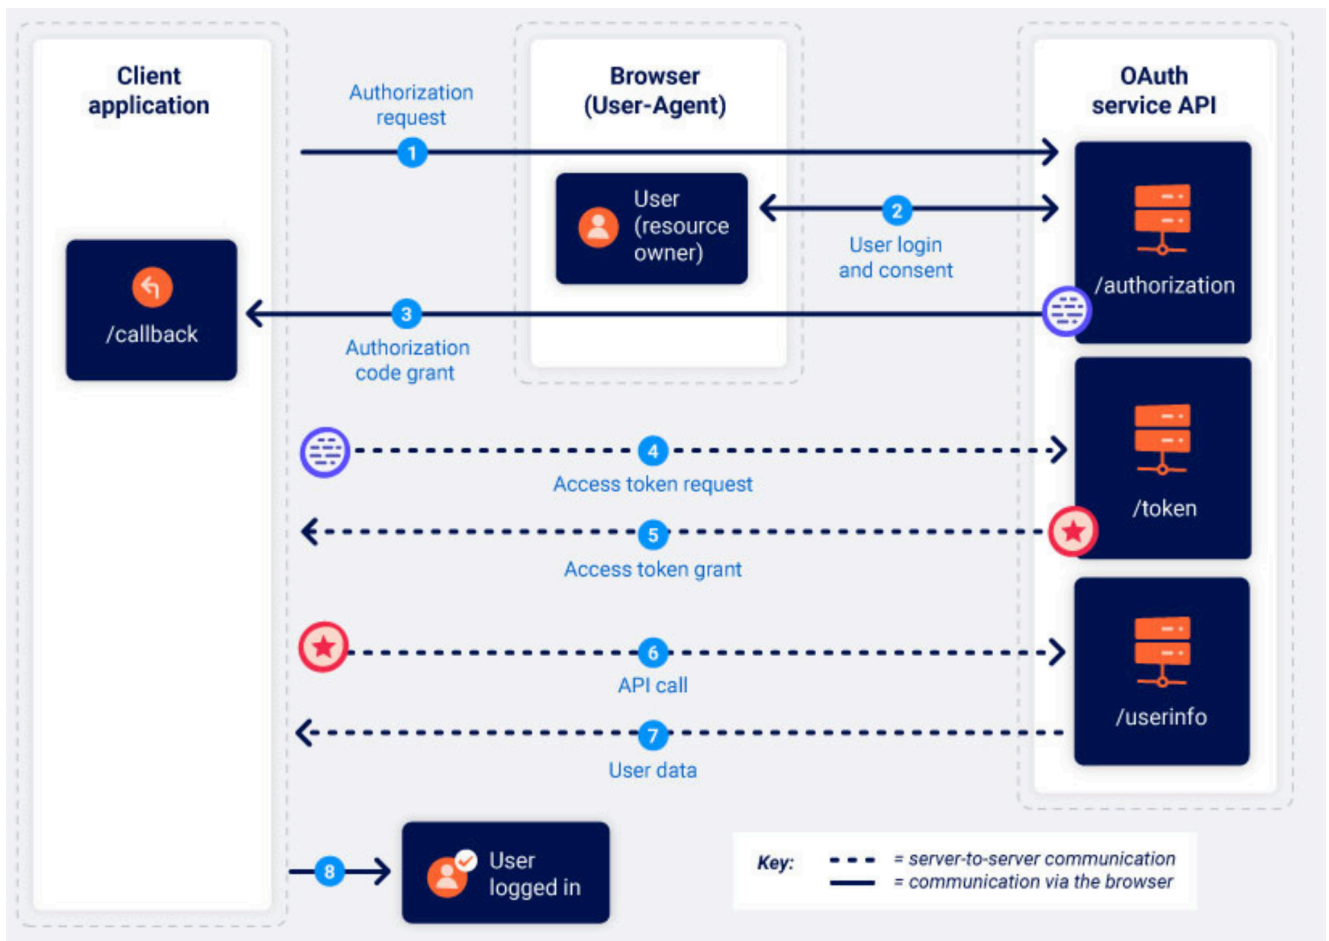 Client
application
Browser
(User-Agent)
OAuth
service API
Authorization
request
1
User
(resource
owner)
2
User login
and consent
/authorization
/callback
3
Authorization
code grant
4
Access token request
/token
5
Access token grant
6
API call
/userinfo
7
User data
8
User
logged in
Key:
= server-to-server communication
= communication via the browser